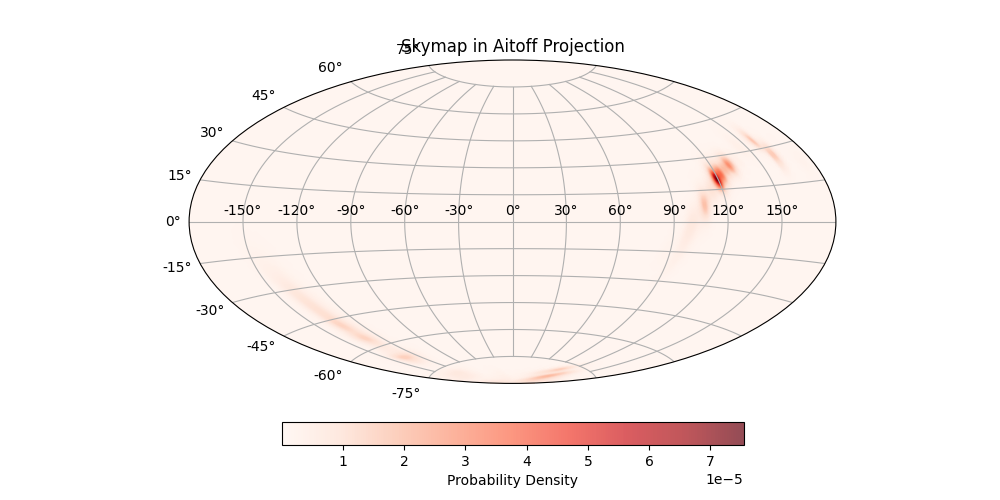 Skymap in Aitoff Projection
75°
60°
45°
30°
15°
-150° -120° -90° -60° -30° 0° 30° 60° 90° 120° 150°
0°
-15°
-30°
-45°
-60°
-75°
1 2 3 4 5 6 7
1e−5
Probability Density